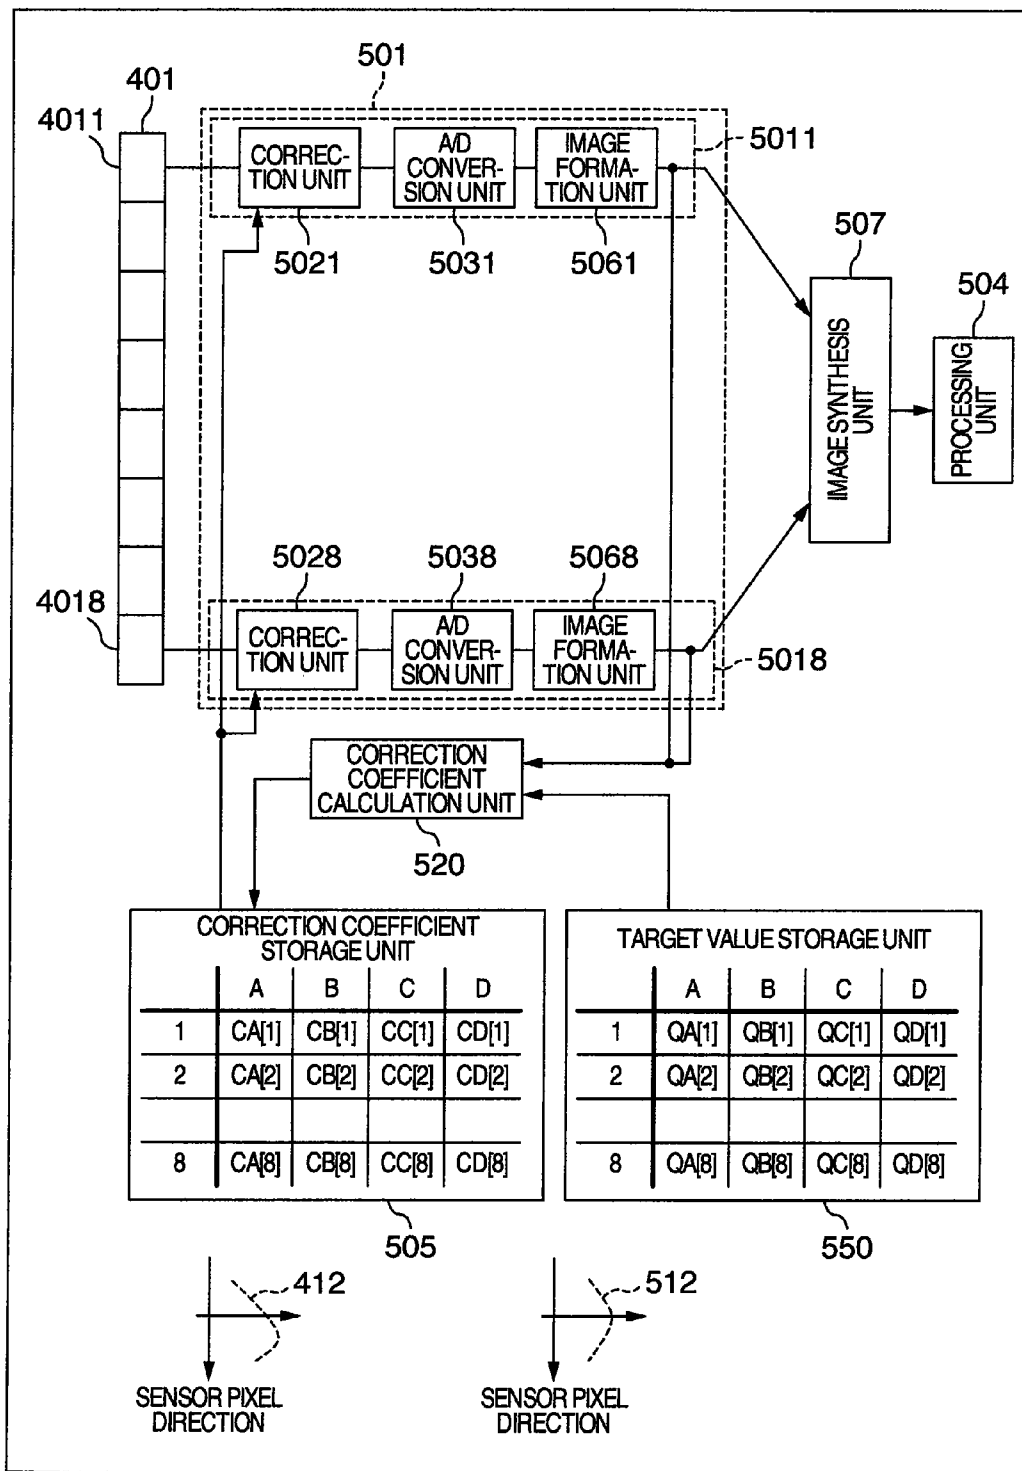 501
401
4011
5011
CORREC-
TION UNIT
A/D
CONVER-
SION UNIT
IMAGE
FORMA-
TION UNIT
5021
5031
5061
507
504
IMAGE SYNTHESIS
UNIT
PROCESSING
UNIT
5028
5038
5068
4018
CORREC-
TION UNIT
A/D
CONVER-
SION UNIT
IMAGE
FORMA-
TION UNIT
5018
CORRECTION
COEFFICIENT
CALCULATION UNIT
520
CORRECTION COEFFICIENT
STORAGE UNIT
A B C D
1 CA[1] CB[1] CC[1] CD[1]
2 CA[2] CB[2] CC[2] CD[2]
8 CA[8] CB[8] CC[8] CD[8]
505
TARGET VALUE STORAGE UNIT
A B C D
1 QA[1] QB[1] QC[1] QD[1]
2 QA[2] QB[2] QC[2] QD[2]
8 QA[8] QB[8] QC[8] QD[8]
550
412
SENSOR PIXEL
DIRECTION
512
SENSOR PIXEL
DIRECTION